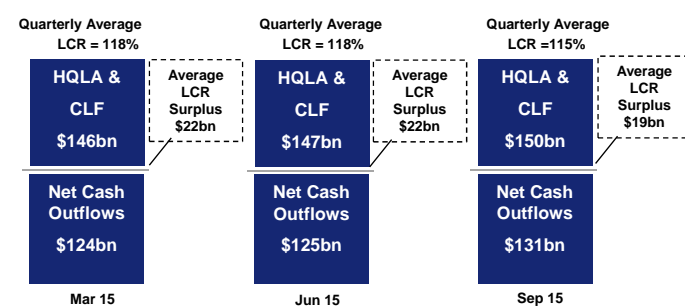 Quarterly Average
LCR = 118%
HQLA &
CLF
$146bn
Average
LCR
Surplus
$22bn
Net Cash
Outflows
$124bn
Mar 15
Quarterly Average
LCR = 118%
HQLA &
CLF
$147bn
Average
LCR
Surplus
$22bn
Net Cash
Outflows
$125bn
Jun 15
Quarterly Average
LCR =115%
HQLA &
CLF
$150bn
Average
LCR
Surplus
$19bn
Net Cash
Outflows
$131bn
Sep 15